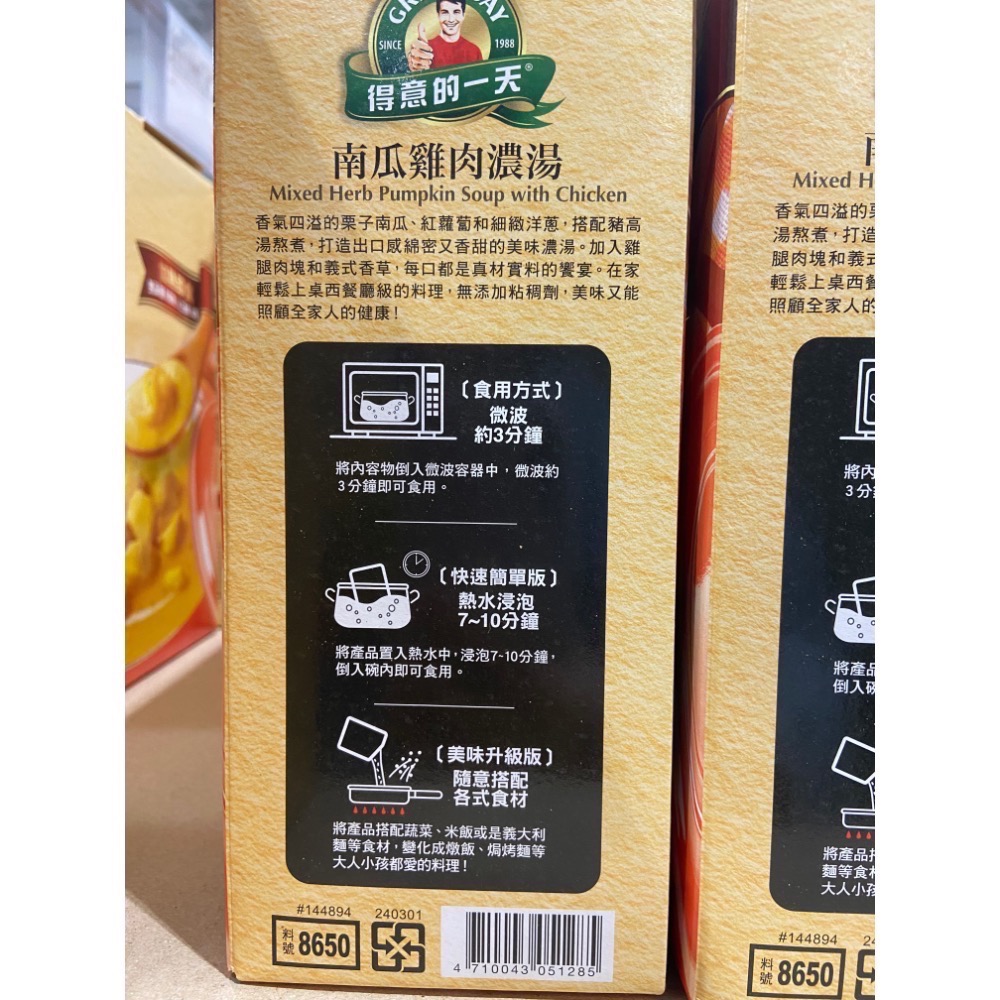 SINCE 1988
得意的一天®
南瓜雞肉濃湯
Mixed Herb Pumpkin Soup with Chicken
香氣四溢的栗子南瓜、紅蘿蔔和細緻洋蔥，搭配豬高
湯熬煮，打造出口感綿密又香甜的美味濃湯。加入雞
腿肉塊和義式香草，每口都是真材實料的饗宴。在家
輕鬆上桌西餐廳級的料理，無添加粘稠劑，美味又能
照顧全家人的健康！
〔食用方式〕
微波
約3分鐘
將內容物倒入微波容器中，微波約
3分鐘即可食用。
〔快速簡單版〕
熱水浸泡
7~10分鐘
將產品置入熱水中，浸泡7~10分鐘，
倒入碗內即可食用。
〔美味升級版〕
隨意搭配
各式食材
將產品搭配蔬菜、米飯或是義大利
麵等食材，變化成燉飯、焗烤麵等
大人小孩都愛的料理！
#144894 240301
料號 8650
4 710043 051285
Mixed H
香氣四溢的
湯熬煮，打造
腿肉塊和義式
輕鬆上桌西餐
照顧全家人的
將內
3分
將產品
倒入碗
將產品
麵等食
大人小孩
#144894 24
料號 8650